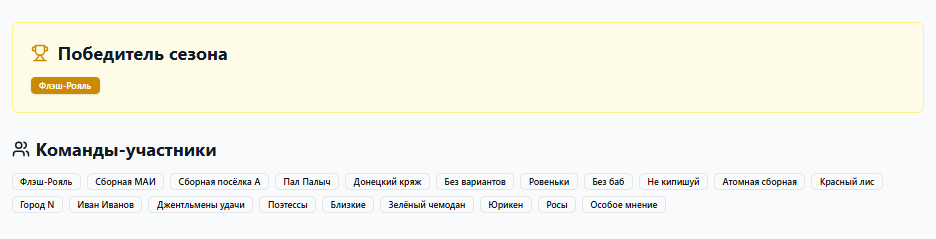 Победитель сезона
Флэш-Рояль
Команды-участники
Флэш-Рояль Сборная МАИ Сборная посёлка А Пал Палыч Донецкий кряж Без вариантов Ровеньки Без баб Не кипишуй Атомная сборная Красный лис
Город N Иван Иванов Джентльмены удачи Поэтессы Близкие Зелёный чемодан Юрикен Росы Особое мнение